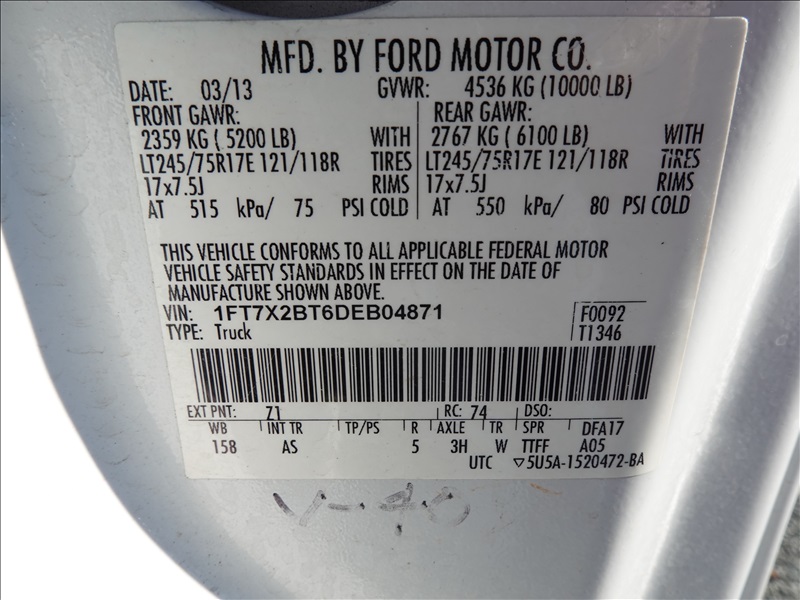 MFD. BY FORD MOTOR CO.
DATE: 03/13 GVWR: 4536 KG (10000 LB)
FRONT GAWR: REAR GAWR:
2359 KG ( 5200 LB) WITH 2767 KG ( 6100 LB) WITH
LT245/75R17E 121/118R TIRES LT245/75R17E 121/118R TIRES
17x7.5J RIMS 17x7.5J RIMS
AT 515 kPa/ 75 PSI COLD AT 550 kPa/ 80 PSI COLD
THIS VEHICLE CONFORMS TO ALL APPLICABLE FEDERAL MOTOR
VEHICLE SAFETY STANDARDS IN EFFECT ON THE DATE OF
MANUFACTURE SHOWN ABOVE.
VIN: 1FT7X2BT6DEB04871 F0092
TYPE: Truck T1346
EXT PNT: Z1 RC: 74 DSO:
WB INT TR TP/PS R AXLE TR SPR DFA17
158 AS 5 3H W TTFF A05
UTC ▽5U5A-1520472-BA